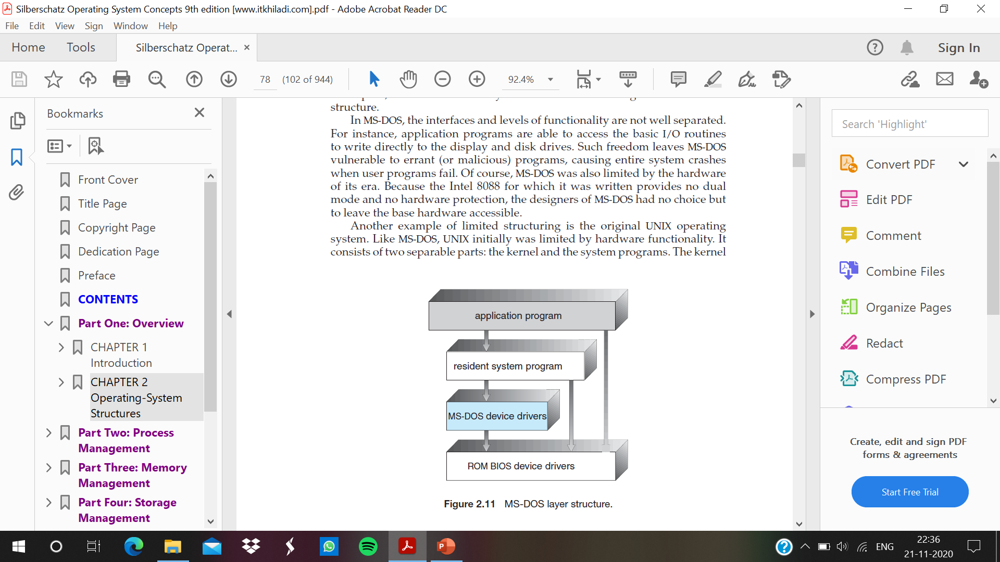 Silberschatz Operating System Concepts 9th edition [www.itkhiladi.com].pdf - Adobe Acrobat Reader DC
File Edit View Sign Window Help
Home Tools Silberschatz Operat... × Sign In
78 (102 of 944) 92.4%
Bookmarks
Front Cover
Title Page
Copyright Page
Dedication Page
Preface
CONTENTS
Part One: Overview
CHAPTER 1
Introduction
CHAPTER 2
Operating-System
Structures
Part Two: Process
Management
Part Three: Memory
Management
Part Four: Storage
Management
structure.
In MS-DOS, the interfaces and levels of functionality are not well separated.
For instance, application programs are able to access the basic I/O routines
to write directly to the display and disk drives. Such freedom leaves MS-DOS
vulnerable to errant (or malicious) programs, causing entire system crashes
when user programs fail. Of course, MS-DOS was also limited by the hardware
of its era. Because the Intel 8088 for which it was written provides no dual
mode and no hardware protection, the designers of MS-DOS had no choice but
to leave the base hardware accessible.
Another example of limited structuring is the original UNIX operating
system. Like MS-DOS, UNIX initially was limited by hardware functionality. It
consists of two separable parts: the kernel and the system programs. The kernel
application program
resident system program
MS-DOS device drivers
ROM BIOS device drivers
Figure 2.11 MS-DOS layer structure.
Search 'Highlight'
Convert PDF
Edit PDF
Comment
Combine Files
Organize Pages
Redact
Compress PDF
Create, edit and sign PDF
forms & agreements
Start Free Trial
ENG
22:36
21-11-2020